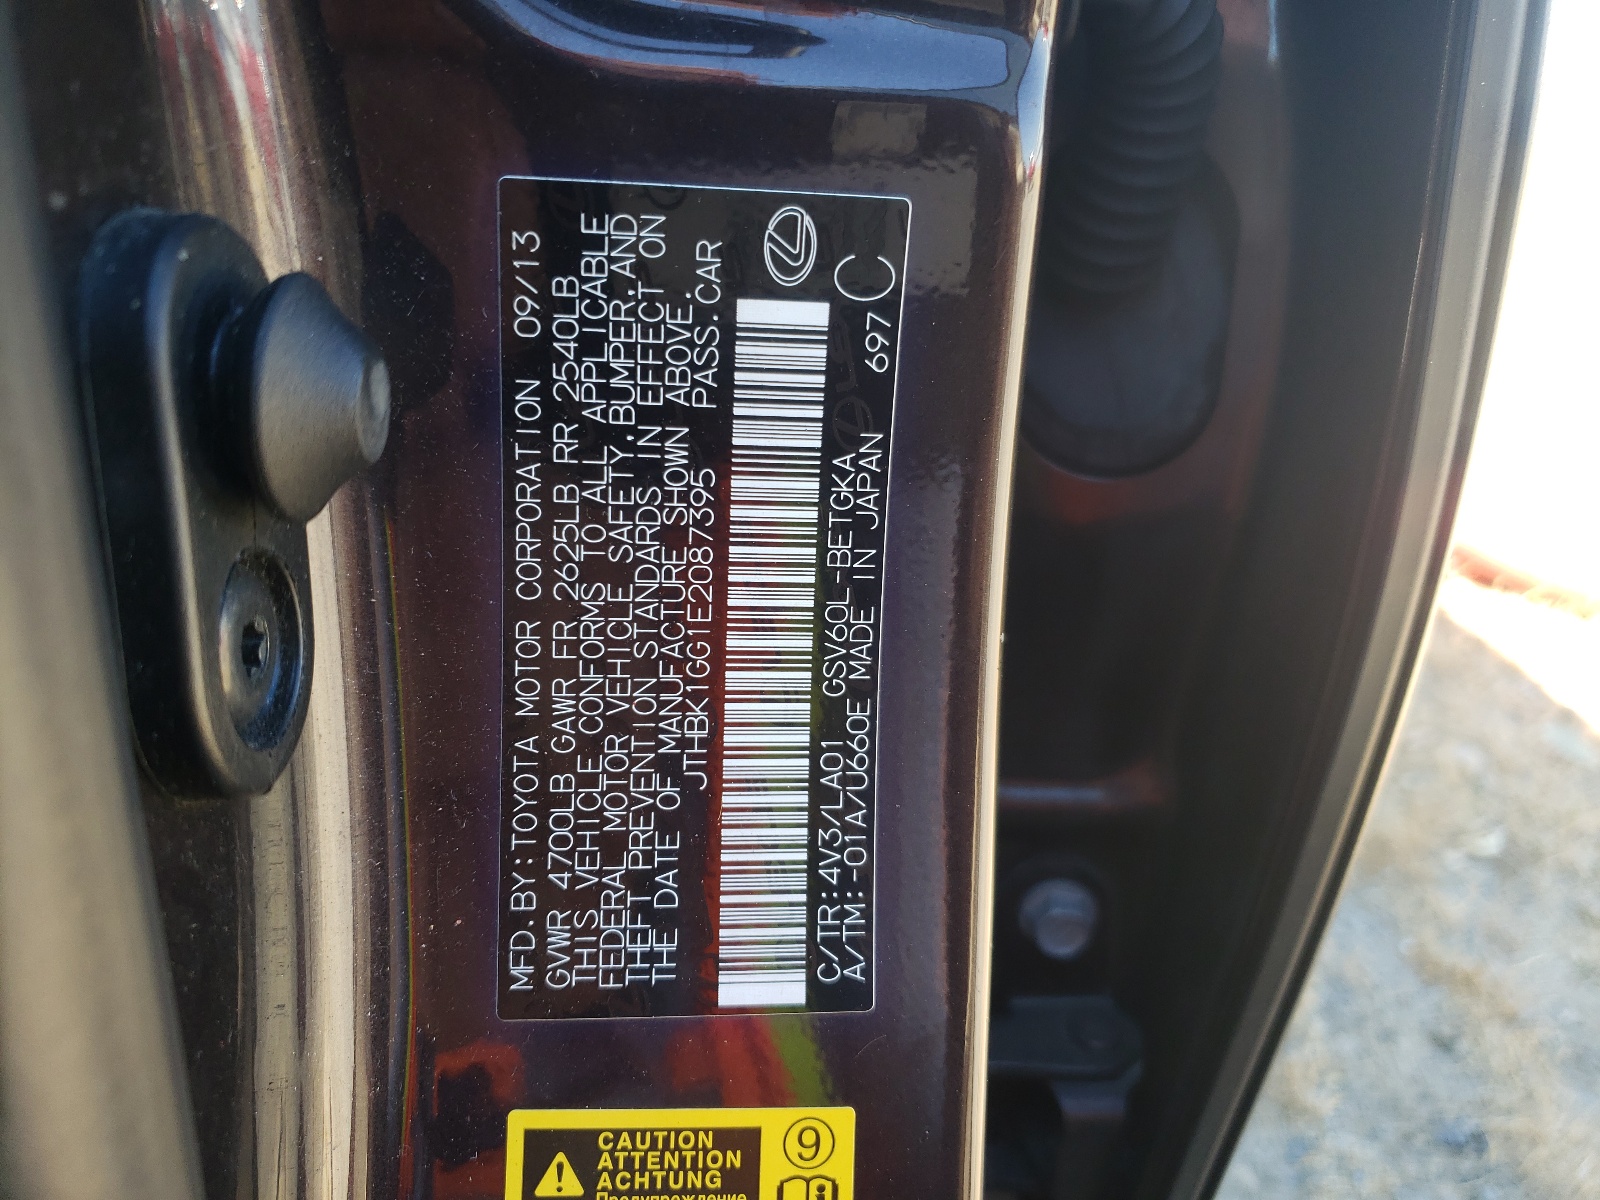 MFD.BY:TOYOTA MOTOR CORPORATION 09/13
GVWR 4700LB GAWR FR 2625LB RR 2540LB
THIS VEHICLE CONFORMS TO ALL APPLICABLE
FEDERAL MOTOR VEHICLE SAFETY,BUMPER,AND
THEFT PREVENTION STANDARDS IN EFFECT ON
THE DATE OF MANUFACTURE SHOWN ABOVE.
JTHBK1GG1E2087395 PASS.CAR
C/TR:4V3/LA01 GSV60L-BETGKA
A/TM:-01A/U660E MADE IN JAPAN 697 C
CAUTION
ATTENTION
ACHTUNG
Предупреждение
9